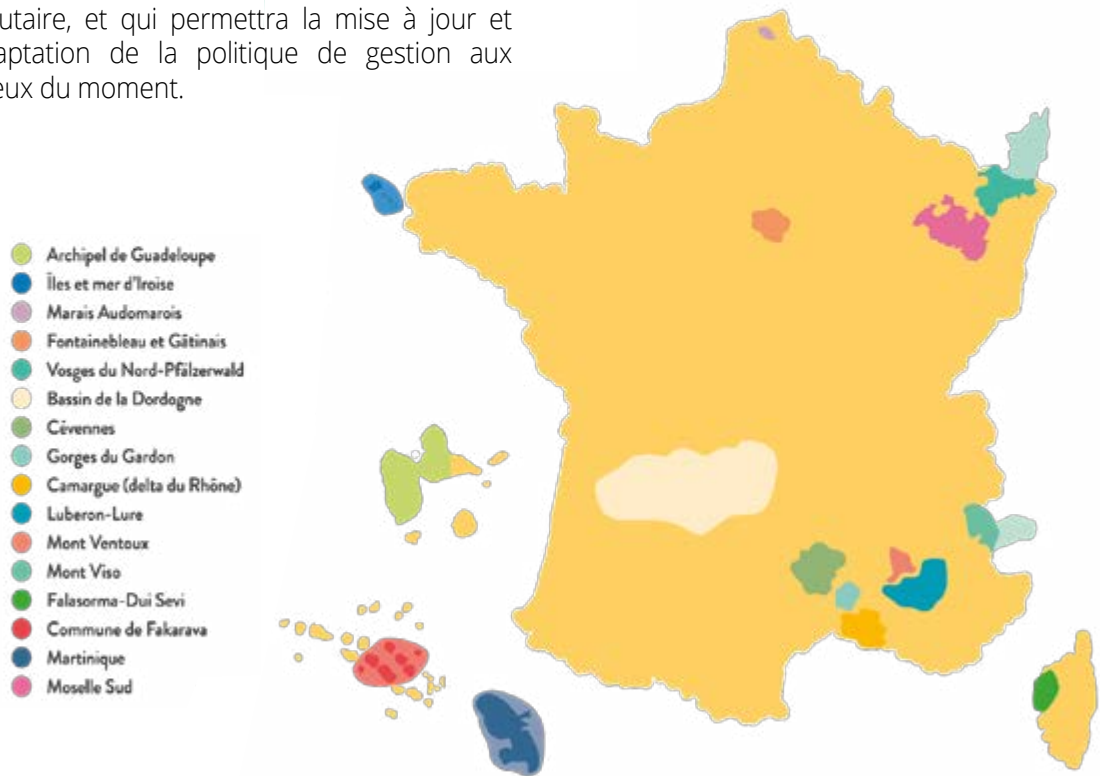 utaire, et qui permettra la mise à jour et
aptation de la politique de gestion aux
eux du moment.
Archipel de Guadeloupe
Îles et mer d'Iroise
Marais Audomarois
Fontainebleau et Gâtinais
Vosges du Nord-Pfälzerwald
Bassin de la Dordogne
Cévennes
Gorges du Gardon
Camargue (delta du Rhône)
Luberon-Lure
Mont Ventoux
Mont Viso
Falasorma-Dui Sevi
Commune de Fakarava
Martinique
Moselle Sud